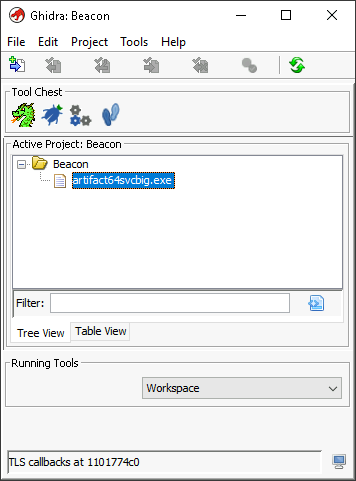 Ghidra: Beacon
File Edit Project Tools Help
Tool Chest
Active Project: Beacon
Beacon
artifact64svcbig.exe
Filter:
Tree View Table View
Running Tools
Workspace
TLS callbacks at 1101774c0